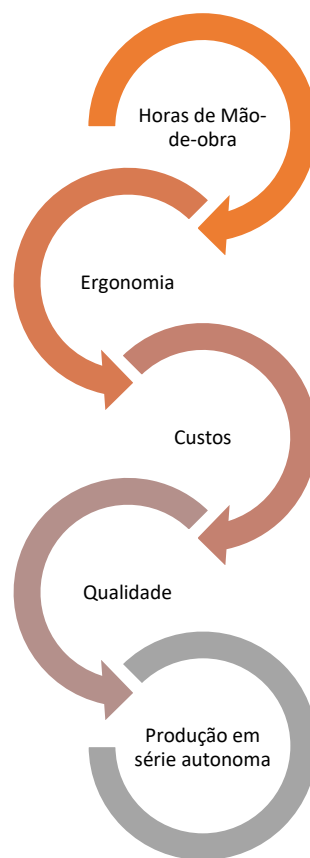 Horas de Mão-
de-obra
Ergonomia
Custos
Qualidade
Produção em
série autonoma